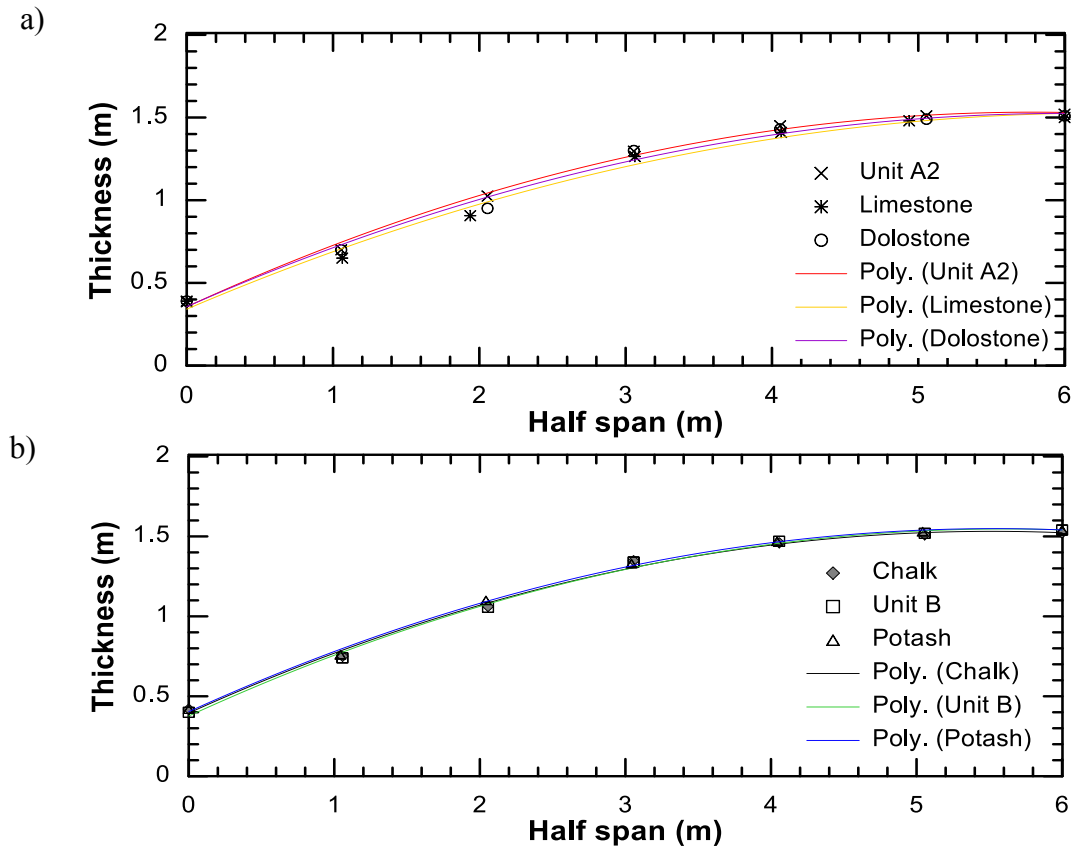 a)
2
1.5
1
0.5
0
Thickness (m)
Unit A2
Limestone
Dolostone
Poly. (Unit A2)
Poly. (Limestone)
Poly. (Dolostone)
0 1 2 3 4 5 6
Half span (m)
b)
2
1.5
1
0.5
0
Thickness (m)
Chalk
Unit B
Potash
Poly. (Chalk)
Poly. (Unit B)
Poly. (Potash)
0 1 2 3 4 5 6
Half span (m)